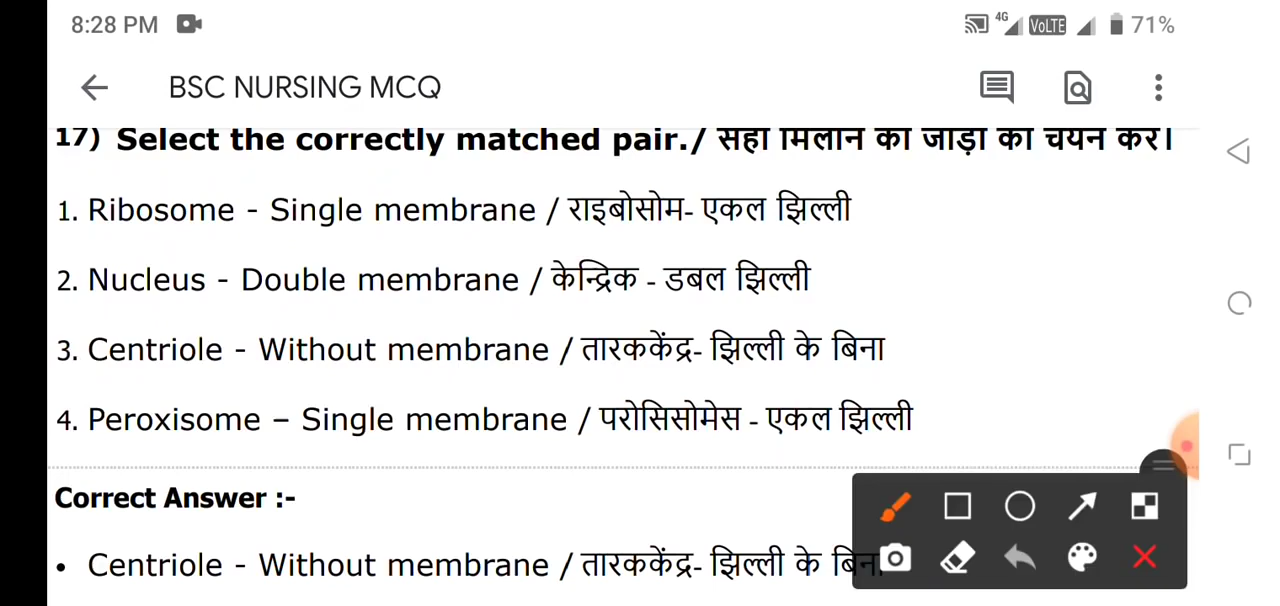 8:28 PM 4G VoLTE 71%
BSC NURSING MCQ
17) Select the correctly matched pair./ सही मिलान की जोड़ी का चयन करें।
1. Ribosome - Single membrane / राइबोसोम- एकल झिल्ली
2. Nucleus - Double membrane / केन्द्रिक - डबल झिल्ली
3. Centriole - Without membrane / तारककेंद्र- झिल्ली के बिना
4. Peroxisome – Single membrane / परोसिसोमेस - एकल झिल्ली
Correct Answer :-
• Centriole - Without membrane / तारककेंद्र- झिल्ली के बिना